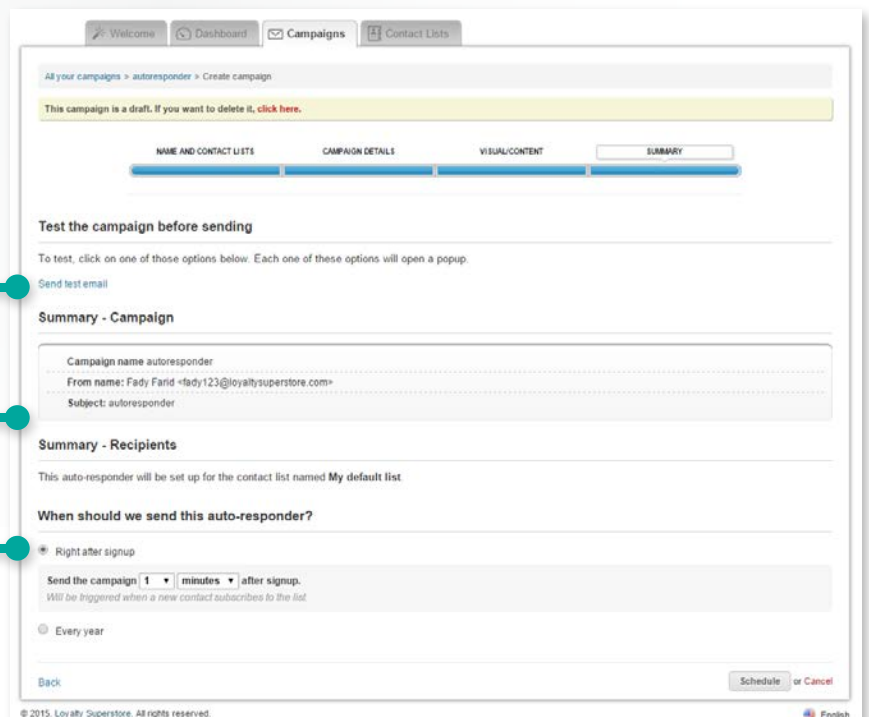 Welcome Dashboard Campaigns Contact Lists
All your campaigns > autoresponder > Create campaign
This campaign is a draft. If you want to delete it, click here.
NAME AND CONTACT LISTS CAMPAIGN DETAILS VISUAL/CONTENT SUMMARY
Test the campaign before sending
To test, click on one of those options below. Each one of these options will open a popup.
Send test email
Summary - Campaign
Campaign name autoresponder
From name: Fady Farid <fady123@loyaltysuperstore.com>
Subject: autoresponder
Summary - Recipients
This auto-responder will be set up for the contact list named My default list
When should we send this auto-responder?
Right after signup
Send the campaign 1 minutes after signup.
Will be triggered when a new contact subscribes to the list
Every year
Back Schedule or Cancel
© 2015, Loyalty Superstore. All rights reserved. English